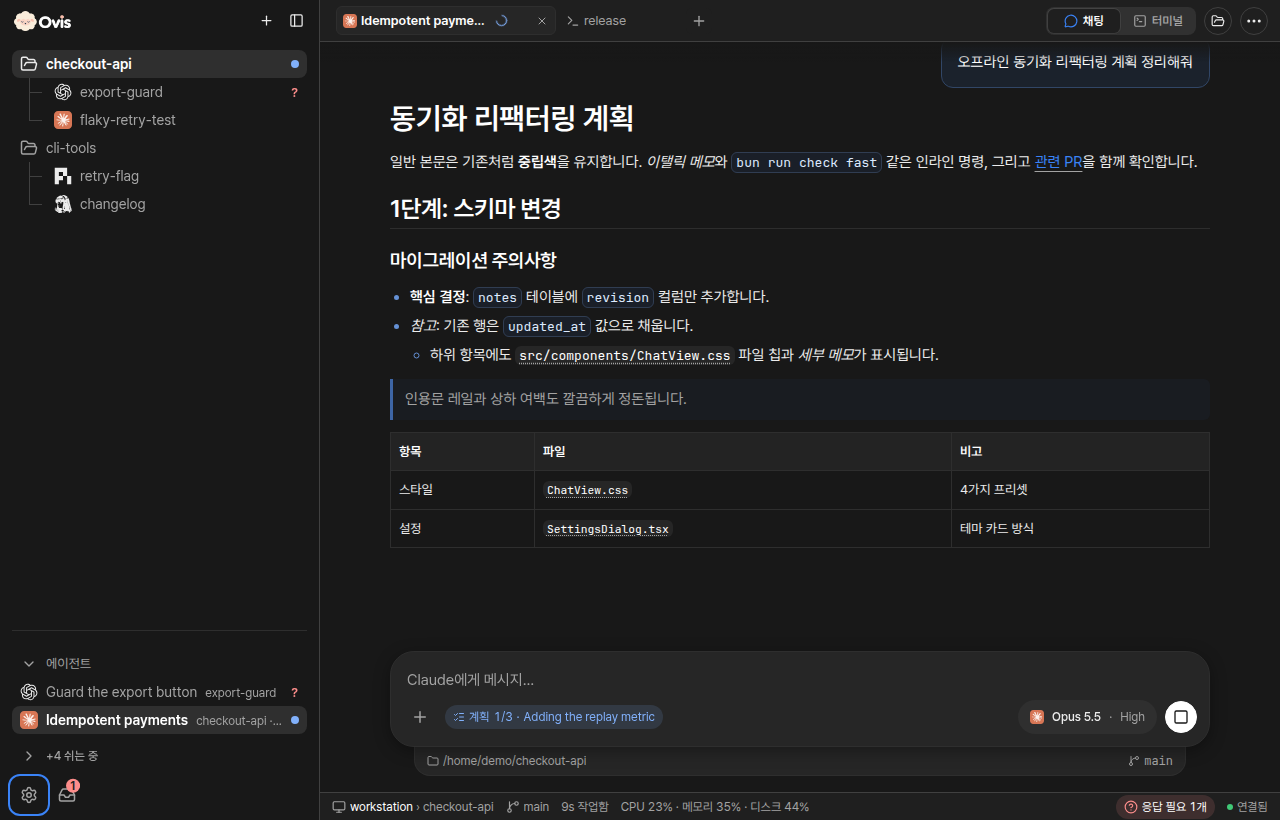 Ovis
checkout-api
export-guard ?
flaky-retry-test
cli-tools
retry-flag
changelog
에이전트
Guard the export button export-guard ?
Idempotent payments checkout-api ·...
+4 쉬는 중
1
Idempotent payme...
release
채팅
터미널
오프라인 동기화 리팩터링 계획 정리해줘
동기화 리팩터링 계획
일반 본문은 기존처럼 중립색을 유지합니다. 이탤릭 메모와 bun run check fast 같은 인라인 명령, 그리고 관련 PR을 함께 확인합니다.
1단계: 스키마 변경
마이그레이션 주의사항
핵심 결정: notes 테이블에 revision 컬럼만 추가합니다.
참고: 기존 행은 updated_at 값으로 채웁니다.
하위 항목에도 src/components/ChatView.css 파일 칩과 세부 메모가 표시됩니다.
인용문 레일과 상하 여백도 깔끔하게 정돈됩니다.
항목 파일 비고
스타일 ChatView.css 4가지 프리셋
설정 SettingsDialog.tsx 테마 카드 방식
Claude에게 메시지...
계획 1/3 · Adding the replay metric
Opus 5.5 · High
/home/demo/checkout-api
main
workstation › checkout-api main 9s 작업함 CPU 23% · 메모리 35% · 디스크 44%
응답 필요 1개
연결됨